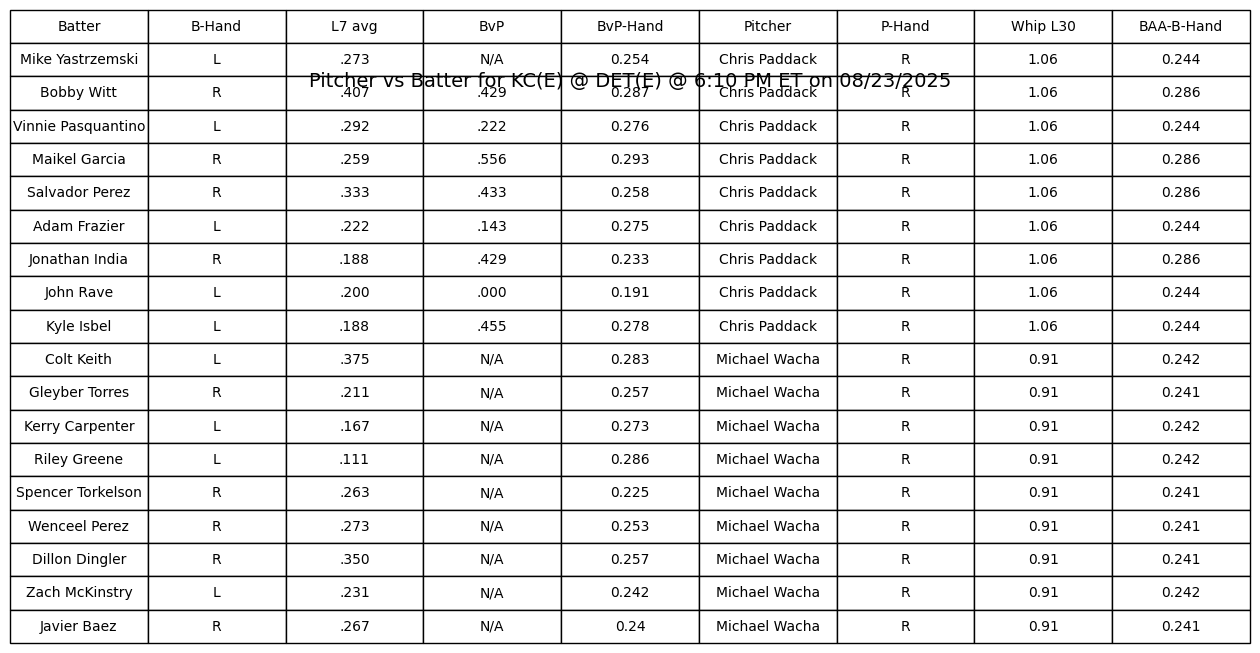 Batter B-Hand L7 avg BvP BvP-Hand Pitcher P-Hand Whip L30 BAA-B-Hand
Mike Yastrzemski L .273 N/A 0.254 Chris Paddack R 1.06 0.244
Pitcher vs Batter for KC(E) @ DET(E) @ 6:10 PM ET on 08/23/2025
Bobby Witt R .407 .429 0.287 Chris Paddack R 1.06 0.286
Vinnie Pasquantino L .292 .222 0.276 Chris Paddack R 1.06 0.244
Maikel Garcia R .259 .556 0.293 Chris Paddack R 1.06 0.286
Salvador Perez R .333 .433 0.258 Chris Paddack R 1.06 0.286
Adam Frazier L .222 .143 0.275 Chris Paddack R 1.06 0.244
Jonathan India R .188 .429 0.233 Chris Paddack R 1.06 0.286
John Rave L .200 .000 0.191 Chris Paddack R 1.06 0.244
Kyle Isbel L .188 .455 0.278 Chris Paddack R 1.06 0.244
Colt Keith L .375 N/A 0.283 Michael Wacha R 0.91 0.242
Gleyber Torres R .211 N/A 0.257 Michael Wacha R 0.91 0.241
Kerry Carpenter L .167 N/A 0.273 Michael Wacha R 0.91 0.242
Riley Greene L .111 N/A 0.286 Michael Wacha R 0.91 0.242
Spencer Torkelson R .263 N/A 0.225 Michael Wacha R 0.91 0.241
Wenceel Perez R .273 N/A 0.253 Michael Wacha R 0.91 0.241
Dillon Dingler R .350 N/A 0.257 Michael Wacha R 0.91 0.241
Zach McKinstry L .231 N/A 0.242 Michael Wacha R 0.91 0.242
Javier Baez R .267 N/A 0.24 Michael Wacha R 0.91 0.241